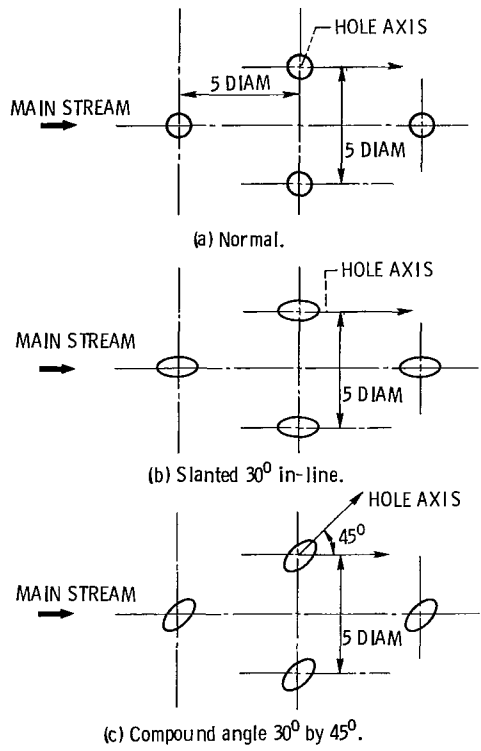 HOLE AXIS
5 DIAM
MAIN STREAM
5 DIAM
(a) Normal.
HOLE AXIS
MAIN STREAM
5 DIAM
(b) Slanted 30⁰ in-line.
HOLE AXIS
45⁰
MAIN STREAM
5 DIAM
(c) Compound angle 30⁰ by 45⁰.